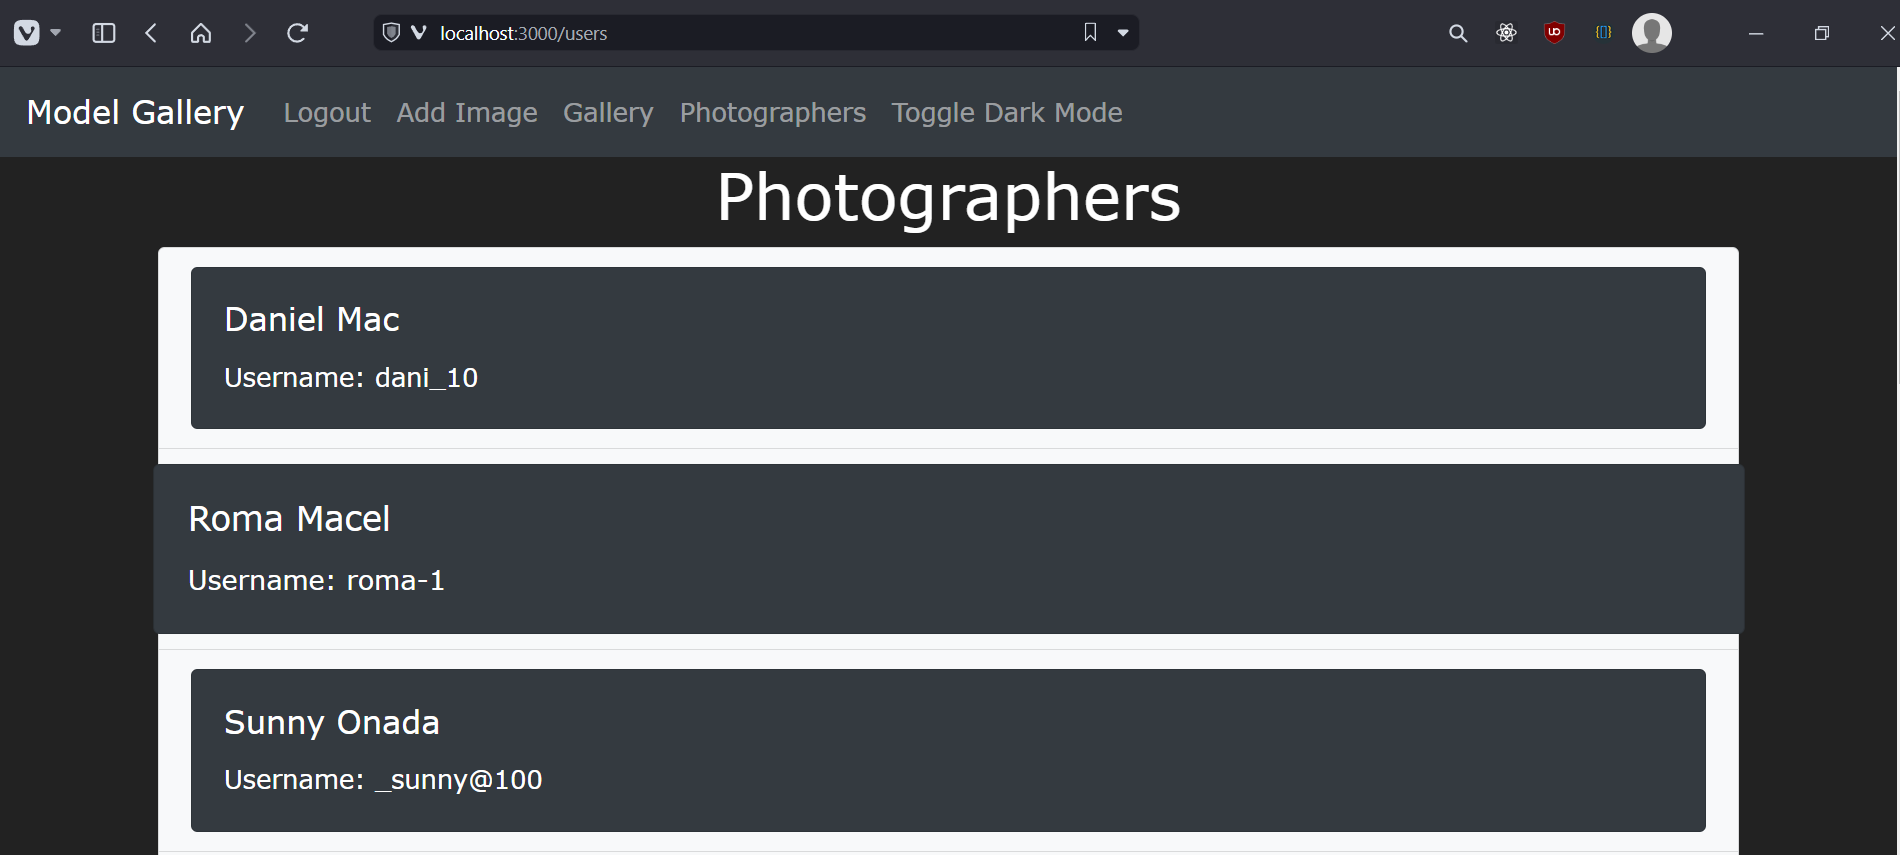 localhost:3000/users
Model Gallery Logout Add Image Gallery Photographers Toggle Dark Mode
Photographers
Daniel Mac
Username: dani_10
Roma Macel
Username: roma-1
Sunny Onada
Username: _sunny@100